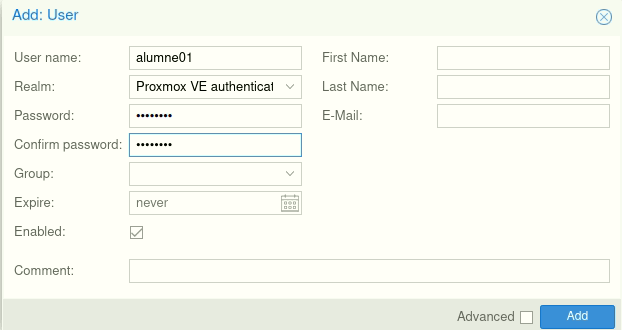 Add: User
User name: alumne01 First Name:
Realm: Proxmox VE authenticat Last Name:
Password: •••••••• E-Mail:
Confirm password: ••••••••
Group:
Expire: never
Enabled:
Comment:
Advanced Add